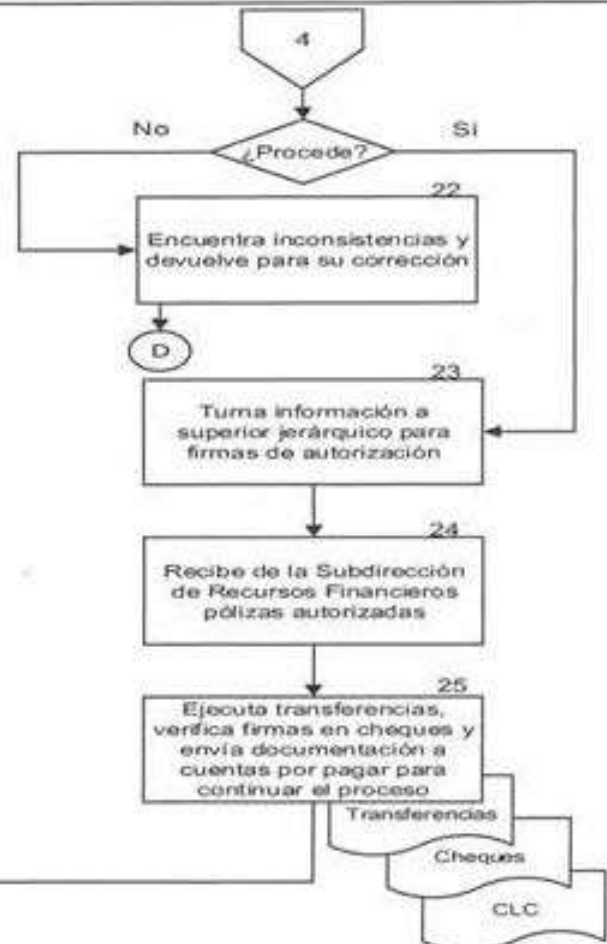 4
No
Si
¿Procede?
22
Encuentra inconsistencias y
devuelve para su corrección
D
23
Turna información a
superior jerárquico para
firmas de autorización
24
Recibe de la Subdirección
de Recursos Financieros
pólizas autorizadas
25
Ejecuta transferencias,
verifica firmas en cheques y
envía documentación a
cuentas por pagar para
continuar el proceso
Transferencias
Cheques
CLC